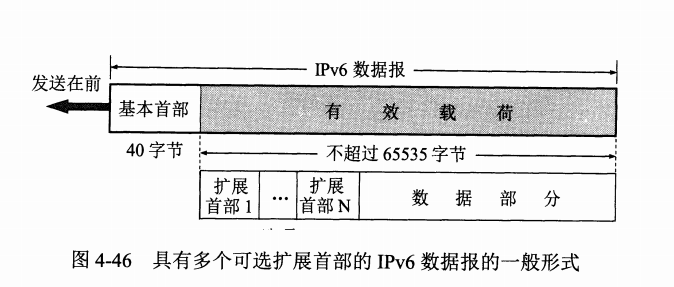 IPv6 数据报
发送在前
基本首部
有 效 载 荷
40 字节
不超过 65535 字节
扩展
首部 1
…
扩展
首部 N
数 据 部 分
图 4-46 具有多个可选扩展首部的 IPv6 数据报的一般形式